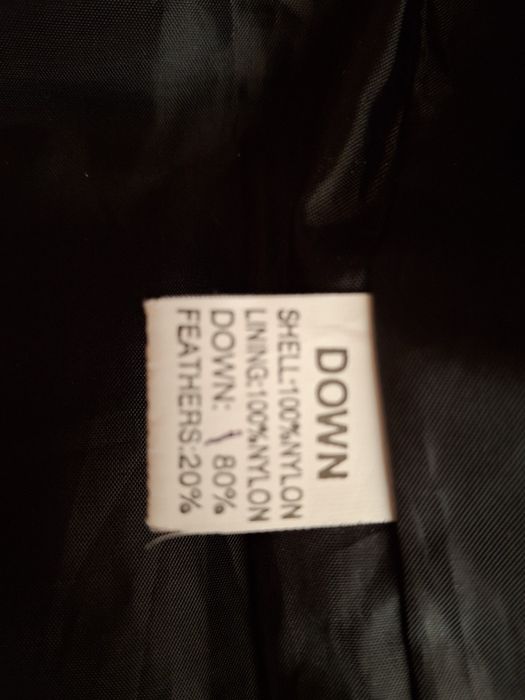 DOWN
SHELL:100%NYLON
LINING:100%NYLON
DOWN: 80%
FEATHERS:20%